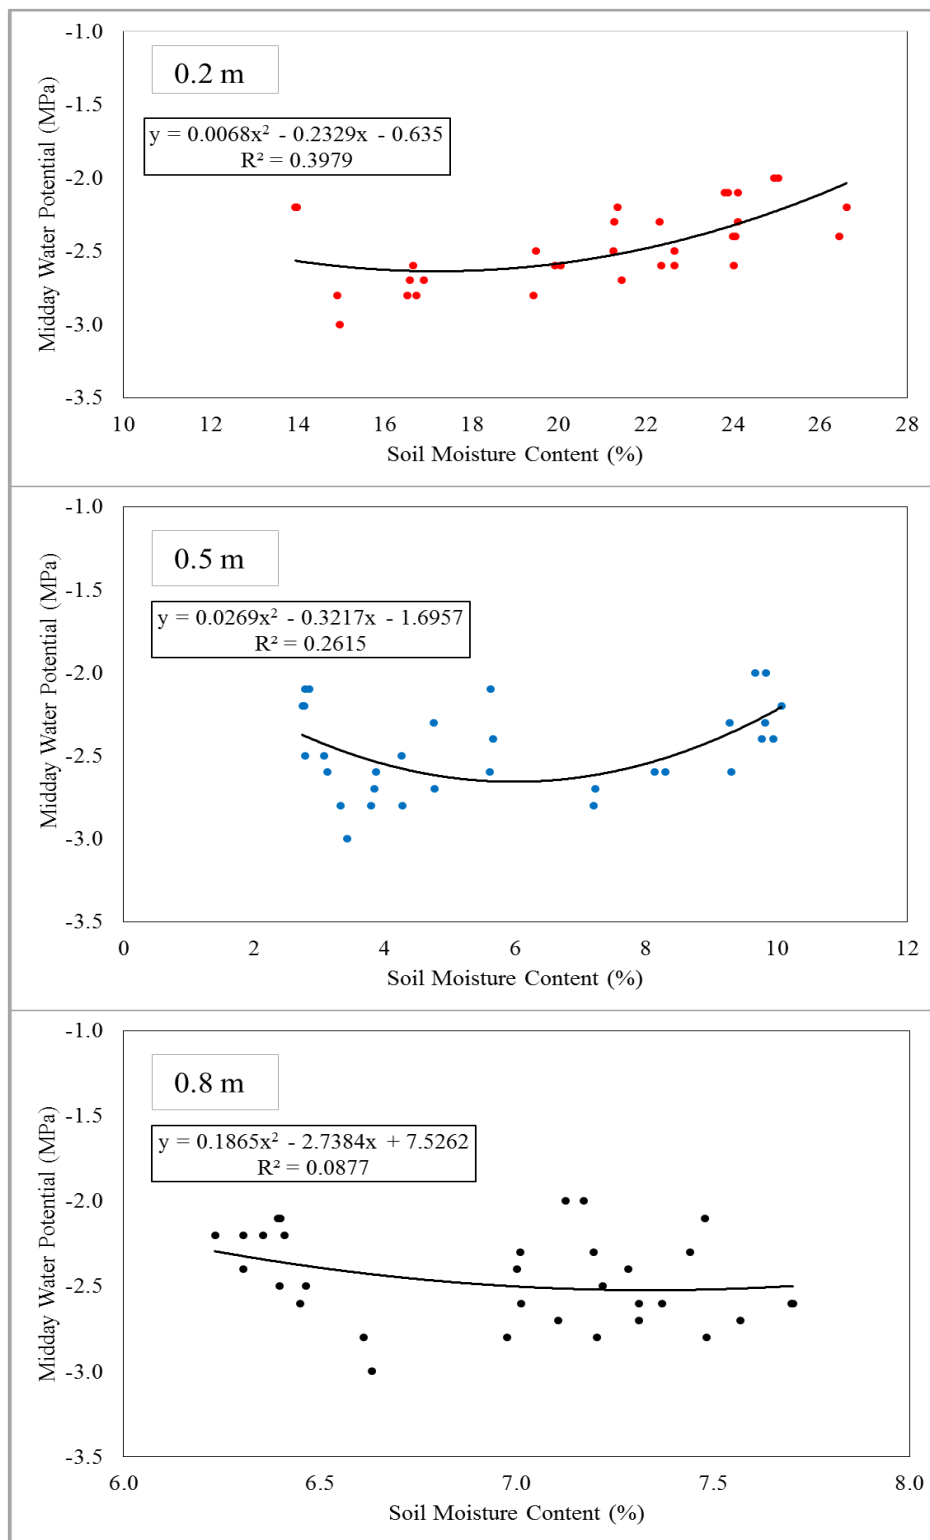 0.2 m
y = 0.0068x² - 0.2329x - 0.635
R² = 0.3979
Midday Water Potential (MPa)
-1.0
-1.5
-2.0
-2.5
-3.0
-3.5
10 12 14 16 18 20 22 24 26 28
Soil Moisture Content (%)
0.5 m
y = 0.0269x² - 0.3217x - 1.6957
R² = 0.2615
Midday Water Potential (MPa)
-1.0
-1.5
-2.0
-2.5
-3.0
-3.5
0 2 4 6 8 10 12
Soil Moisture Content (%)
0.8 m
y = 0.1865x² - 2.7384x + 7.5262
R² = 0.0877
Midday Water Potential (MPa)
-1.0
-1.5
-2.0
-2.5
-3.0
-3.5
6.0 6.5 7.0 7.5 8.0
Soil Moisture Content (%)